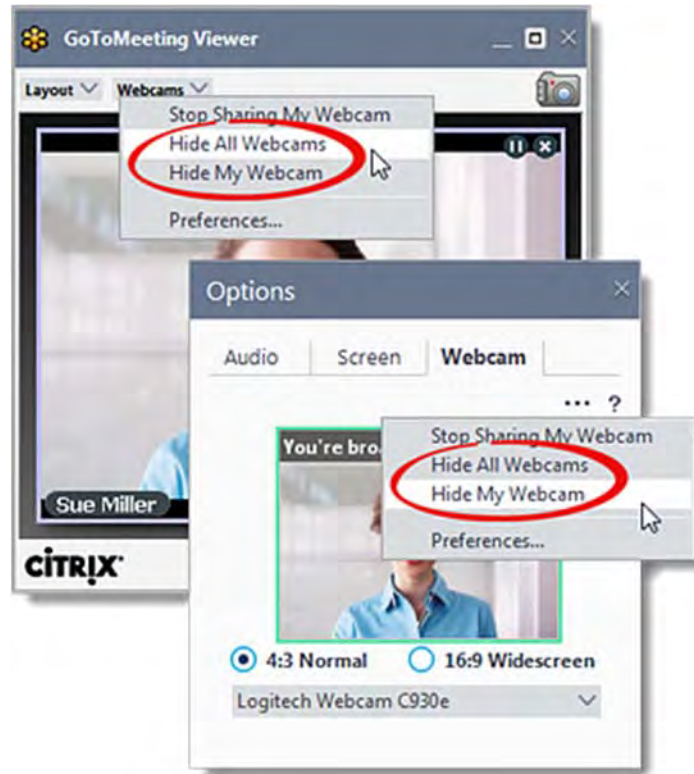 GoToMeeting Viewer
Layout Webcams
Stop Sharing My Webcam
Hide All Webcams
Hide My Webcam
Preferences...
Sue Miller
CİTRIX
Options
Audio Screen Webcam
... ?
You're bro
Stop Sharing My Webcam
Hide All Webcams
Hide My Webcam
Preferences...
4:3 Normal 16:9 Widescreen
Logitech Webcam C930e